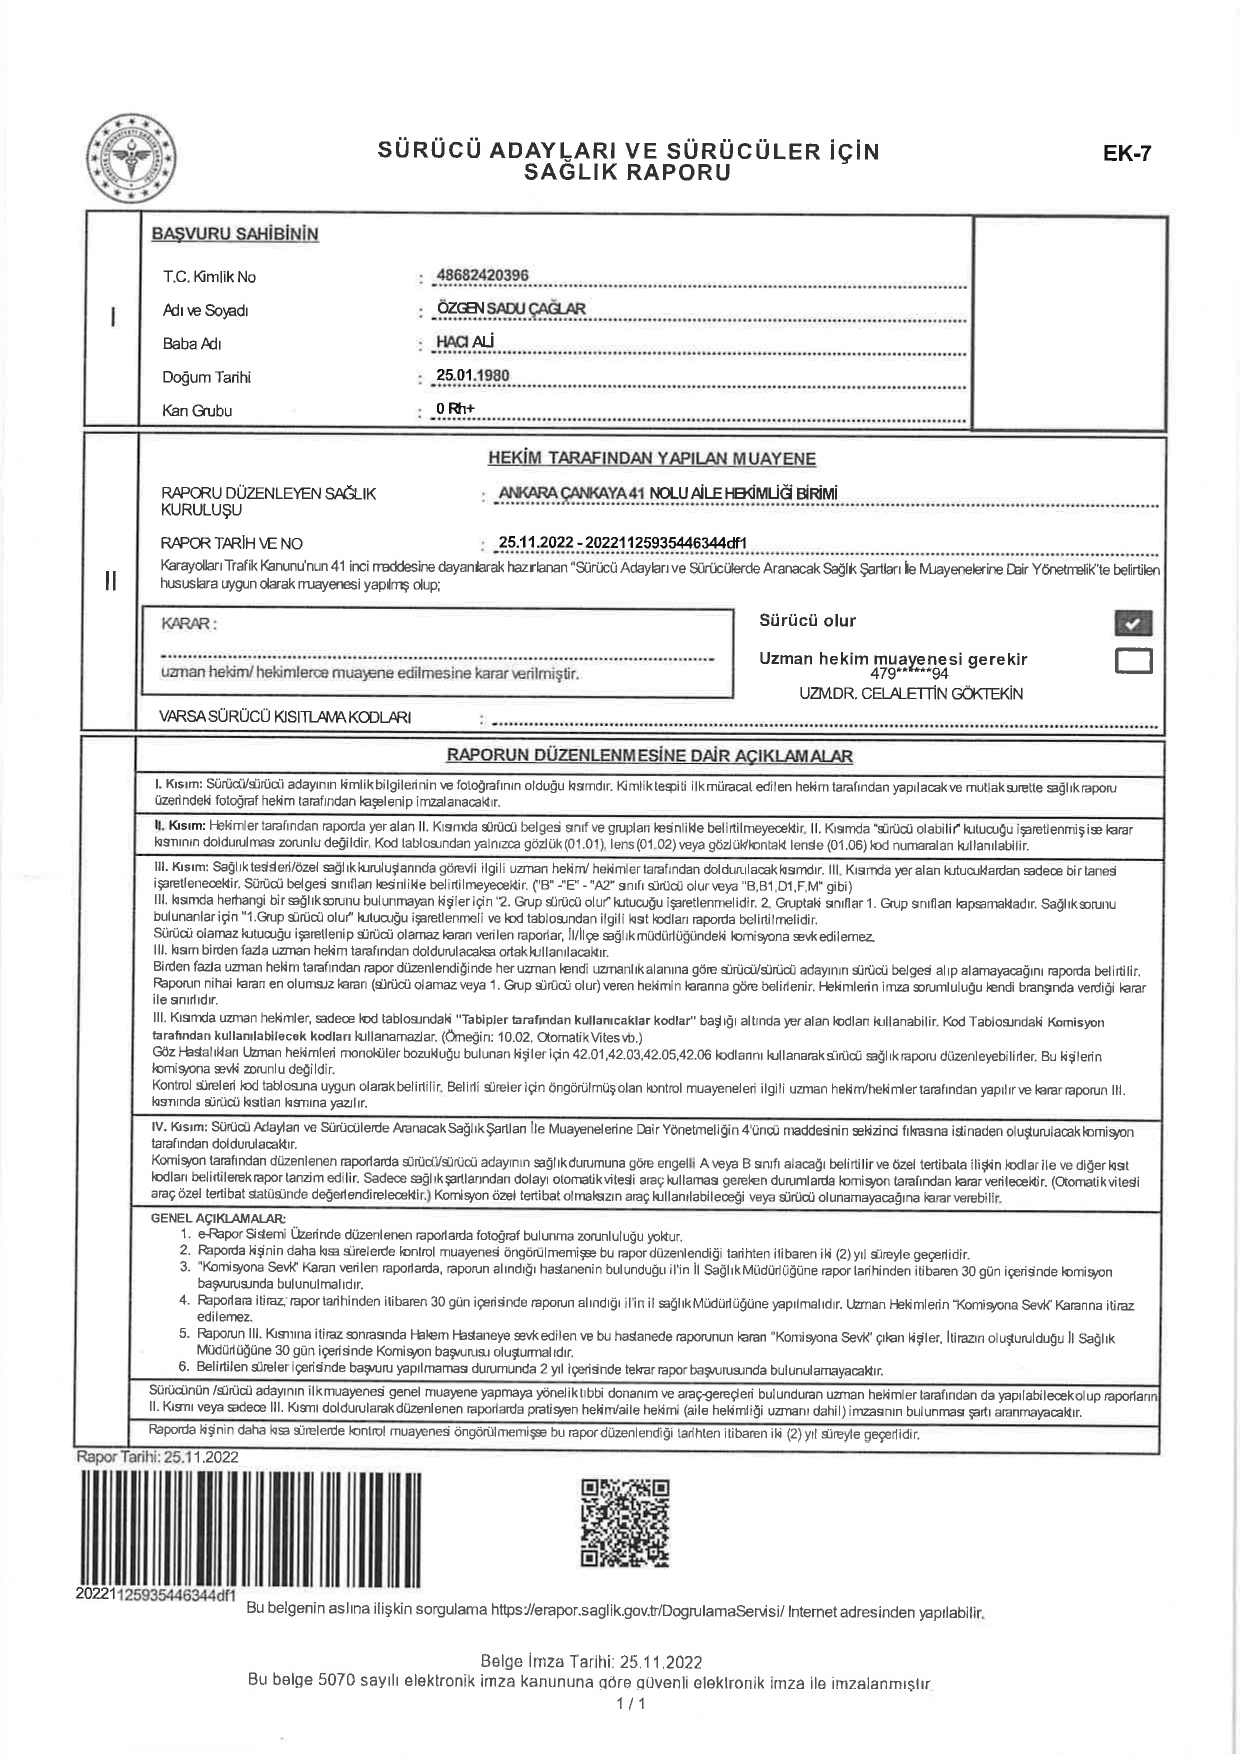 SÜRÜCÜ ADAYLARI VE SÜRÜCÜLER İÇİN
SAĞLIK RAPORU
EK-7
I
BAŞVURU SAHİBİNİN
T.C. Kimlik No : 48682420396
Adı ve Soyadı : ÖZGEN SADU ÇAĞLAR
Baba Adı : HACI ALİ
Doğum Tarihi : 25.01.1980
Kan Grubu : 0 Rh+
II
HEKİM TARAFINDAN YAPILAN MUAYENE
RAPORU DÜZENLEYEN SAĞLIK : ANKARA ÇANKAYA 41 NOLU AİLE HEKİMLİĞİ BİRİMİ
KURULUŞU
RAPOR TARİH VE NO : 25.11.2022 - 20221125935446344df1
Karayolları Trafik Kanunu'nun 41 inci maddesine dayanılarak hazırlanan "Sürücü Adayları ve Sürücülerde Aranacak Sağlık Şartları İle Muayenelerine Dair Yönetmelik"te belirtilen
hususlara uygun olarak muayenesi yapılmış olup;
KARAR :
uzman hekim/ hekimlerce muayene edilmesine karar verilmiştir.
Sürücü olur
Uzman hekim muayenesi gerekir
479******94
UZM.DR. CELALETTİN GÖKTEKİN
VARSA SÜRÜCÜ KISITLAMA KODLARI :
RAPORUN DÜZENLENMESİNE DAİR AÇIKLAMALAR
I. Kısım: Sürücü/sürücü adayının kimlik bilgilerinin ve fotoğrafının olduğu kısımdır. Kimlik tespiti ilk müracat edilen hekim tarafından yapılacak ve mutlak surette sağlık raporu
üzerindeki fotoğraf hekim tarafından kaşelenip imzalanacaktır.
II. Kısım: Hekimler tarafından raporda yer alan II. Kısımda sürücü belgesi sınıf ve grupları kesinlikle belirtilmeyecektir. II. Kısımda "sürücü olabilir" kutucuğu işaretlenmiş ise karar
kısmının doldurulması zorunlu değildir. Kod tablosundan yalnızca gözlük (01.01), lens (01.02) veya gözlük/kontakt lensle (01.06) kod numaraları kullanılabilir.
III. Kısım: Sağlık tesisleri/özel sağlık kuruluşlarında görevli ilgili uzman hekim/ hekimler tarafından doldurulacak kısımdır. III. Kısımda yer alan kutucuklardan sadece bir tanesi
işaretlenecektir. Sürücü belgesi sınıfları kesinlikle belirtilmeyecektir. ("B" -"E" - "A2" sınıfı sürücü olur veya "B,B1,D1,F,M" gibi)
III. kısımda herhangi bir sağlık sorunu bulunmayan kişiler için "2. Grup sürücü olur" kutucuğu işaretlenmelidir. 2. Gruptaki sınıflar 1. Grup sınıfları kapsamaktadır. Sağlık sorunu
bulunanlar için "1.Grup sürücü olur" kutucuğu işaretlenmeli ve kod tablosundan ilgili kısıt kodları raporda belirtilmelidir.
Sürücü olamaz kutucuğu işaretlenip sürücü olamaz kararı verilen raporlar, İl/İlçe sağlık müdürlüğündeki komisyona sevk edilemez.
III. kısım birden fazla uzman hekim tarafından doldurulacaksa ortak kullanılacaktır.
Birden fazla uzman hekim tarafından rapor düzenlendiğinde her uzman kendi uzmanlık alanına göre sürücü/sürücü adayının sürücü belgesi alıp alamayacağını raporda belirtilir.
Raporun nihai kararı en olumsuz kararı (sürücü olamaz veya 1. Grup sürücü olur) veren hekimin kararına göre belirlenir. Hekimlerin imza sorumluluğu kendi branşında verdiği karar
ile sınırlıdır.
III. Kısımda uzman hekimler, sadece kod tablosundaki "Tabipler tarafından kullanıcaklar kodlar" başlığı altında yer alan kodları kullanabilir. Kod Tablosundaki Komisyon
tarafından kullanılabilecek kodları kullanamazlar. (Örneğin: 10.02. Otomatik Vites vb.)
Göz Hastalıkları Uzman hekimleri monoküler bozukluğu bulunan kişiler için 42.01,42.03,42.05,42.06 kodlarını kullanarak sürücü sağlık raporu düzenleyebilirler. Bu kişilerin
komisyona sevki zorunlu değildir.
Kontrol süreleri kod tablosuna uygun olarak belirtilir. Belirli süreler için öngörülmüş olan kontrol muayeneleri ilgili uzman hekim/hekimler tarafından yapılır ve karar raporun III.
kısmında sürücü kısıtları kısmına yazılır.
IV. Kısım: Sürücü Adayları ve Sürücülerde Aranacak Sağlık Şartları İle Muayenelerine Dair Yönetmeliğin 4'üncü maddesinin sekizinci fıkrasına istinaden oluşturulacak komisyon
tarafından doldurulacaktır.
Komisyon tarafından düzenlenen raporlarda sürücü/sürücü adayının sağlık durumuna göre engelli A veya B sınıfı alacağı belirtilir ve özel tertibata ilişkin kodlar ile ve diğer kısıt
kodları belirtilerek rapor tanzim edilir. Sadece sağlık şartlarından dolayı otomatik vitesli araç kullaması gereken durumlarda komisyon tarafından karar verilecektir. (Otomatik vitesli
araç özel tertibat statüsünde değerlendirelecektir.) Komisyon özel tertibat olmaksızın araç kullanılabileceği veya sürücü olunamayacağına karar verebilir.
GENEL AÇIKLAMALAR:
1. e-Rapor Sistemi Üzerinde düzenlenen raporlarda fotoğraf bulunma zorunluluğu yoktur.
2. Raporda kişinin daha kısa sürelerde kontrol muayenesi öngörülmemişse bu rapor düzenlendiği tarihten itibaren iki (2) yıl süreyle geçerlidir.
3. "Komisyona Sevk" Kararı verilen raporlarda, raporun alındığı hastanenin bulunduğu il'in İl Sağlık Müdürlüğüne rapor tarihinden itibaren 30 gün içerisinde komisyon
başvurusunda bulunulmalıdır.
4. Raporlara itiraz, rapor tarihinden itibaren 30 gün içerisinde raporun alındığı il'in il sağlık Müdürlüğüne yapılmalıdır. Uzman Hekimlerin "Komisyona Sevk" Kararına itiraz
edilemez.
5. Raporun III. Kısmına itiraz sonrasında Hakem Hastaneye sevk edilen ve bu hastanede raporunun kararı "Komisyona Sevk" çıkan kişiler, İtirazın oluşturulduğu İl Sağlık
Müdürlüğüne 30 gün içerisinde Komisyon başvurusu oluşturmalıdır.
6. Belirtilen süreler içerisinde başvuru yapılmaması durumunda 2 yıl içerisinde tekrar rapor başvurusunda bulunulamayacaktır.
Sürücünün /sürücü adayının ilk muayenesi genel muayene yapmaya yönelik tıbbi donanım ve araç-gereçleri bulunduran uzman hekimler tarafından da yapılabilecek olup raporların
II. Kısmı veya sadece III. Kısmı doldurularak düzenlenen raporlarda pratisyen hekim/aile hekimi (aile hekimliği uzmanı dahil) imzasının bulunması şartı aranmayacaktır.
Raporda kişinin daha kısa sürelerde kontrol muayenesi öngörülmemişse bu rapor düzenlendiği tarihten itibaren iki (2) yıl süreyle geçerlidir.
Rapor Tarihi: 25.11.2022
20221125935446344df1
Bu belgenin aslına ilişkin sorgulama https://erapor.saglik.gov.tr/DogrulamaServisi/ Internet adresinden yapılabilir.
Belge İmza Tarihi: 25.11.2022
Bu belge 5070 sayılı elektronik imza kanununa göre güvenli elektronik imza ile imzalanmıştır
1 / 1